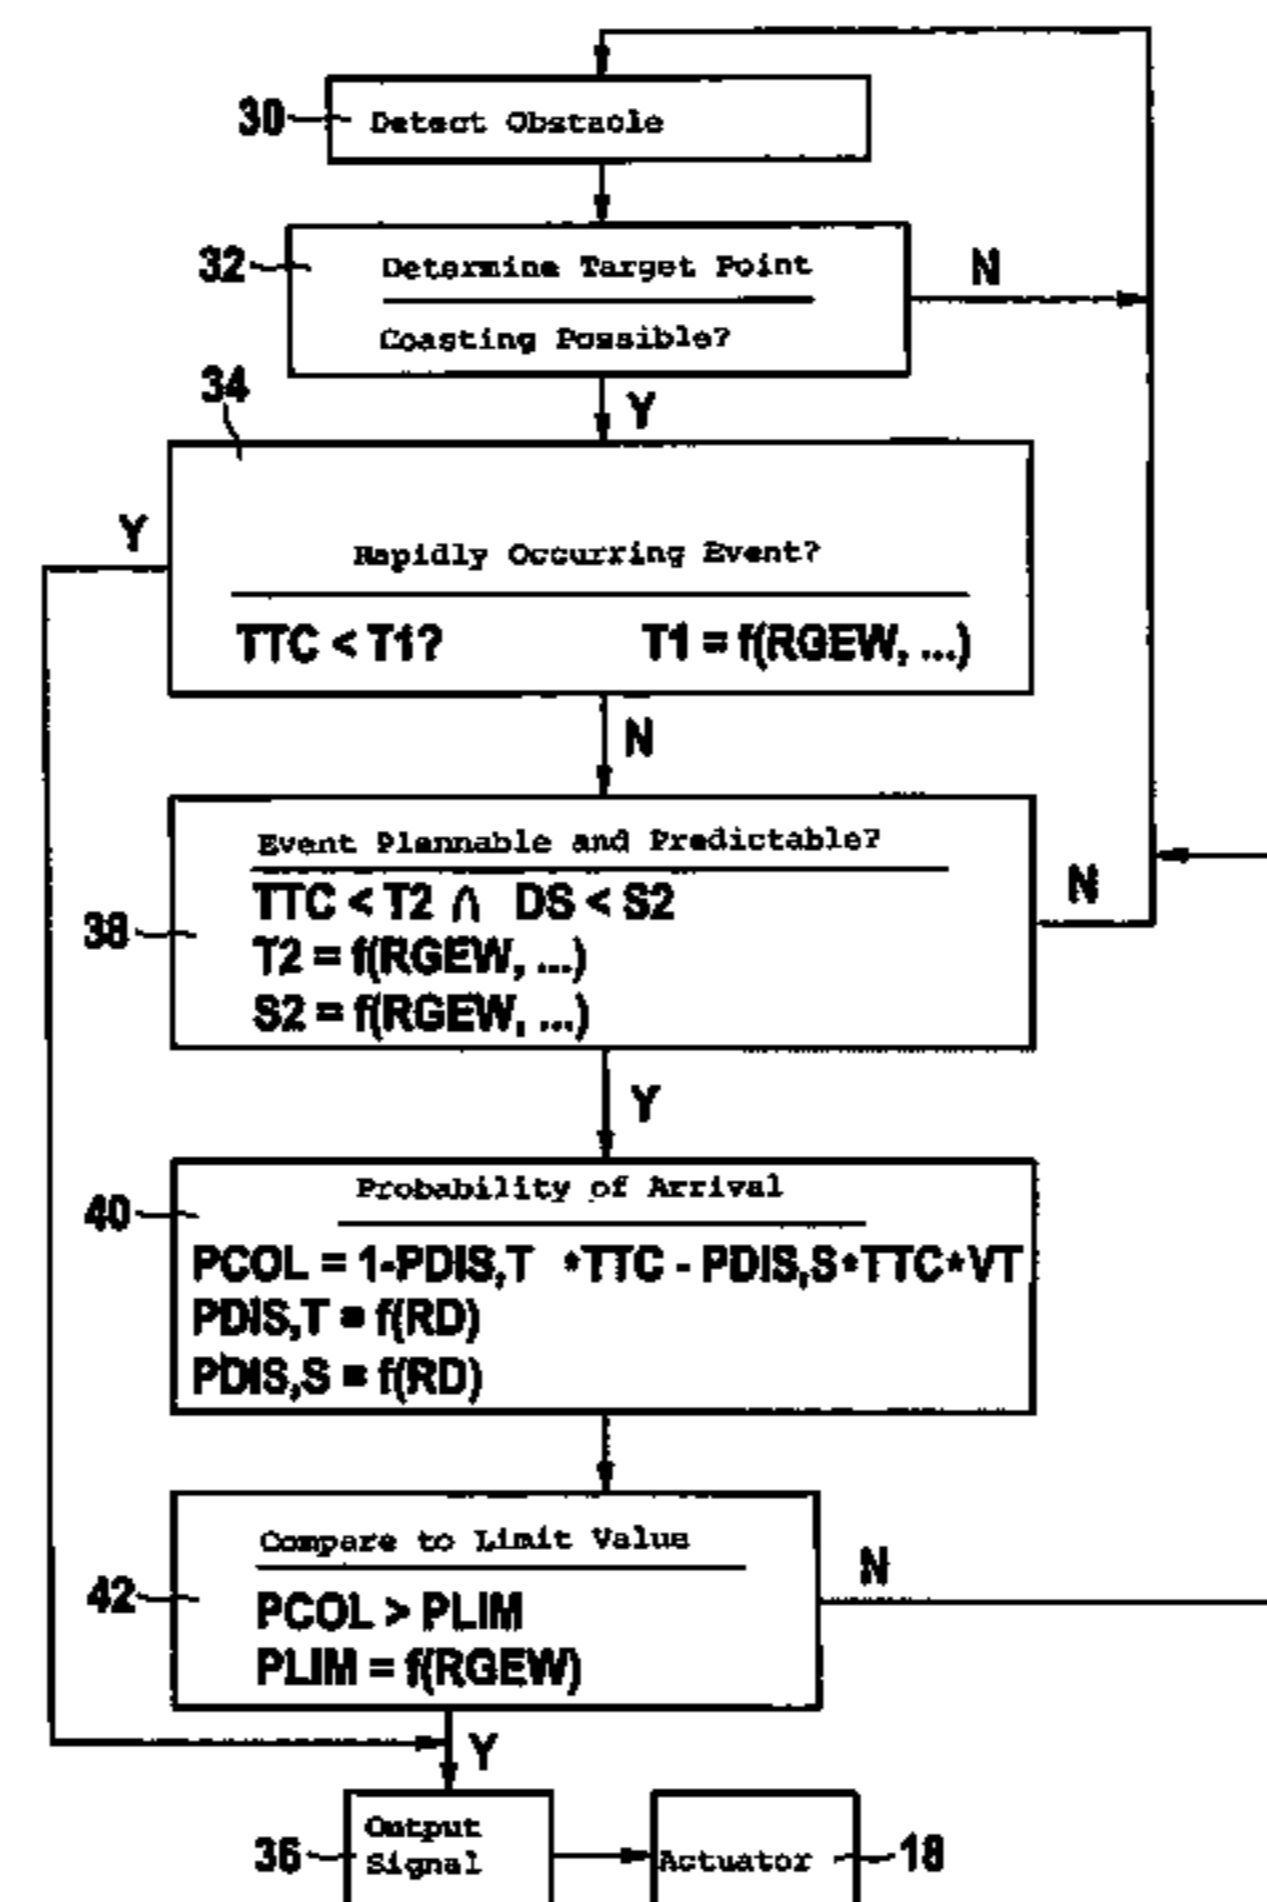 30 Detect Obstacle
32 Determine Target Point N
Coasting Possible?
34
Y
Y
Rapidly Occurring Event?
TTC < T1? T1 = f(RGEW, ...)
N
Event Plannable and Predictable?
TTC < T2 ∩ DS < S2 N
38
T2 = f(RGEW, ...)
S2 = f(RGEW, ...)
Y
Probability of Arrival
40
PCOL = 1-PDIS,T *TTC - PDIS,S*TTC*VT
PDIS,T = f(RD)
PDIS,S = f(RD)
Compare to Limit Value
N
42
PCOL > PLIM
PLIM = f(RGEW)
Y
Output
36 Signal
Actuator 18